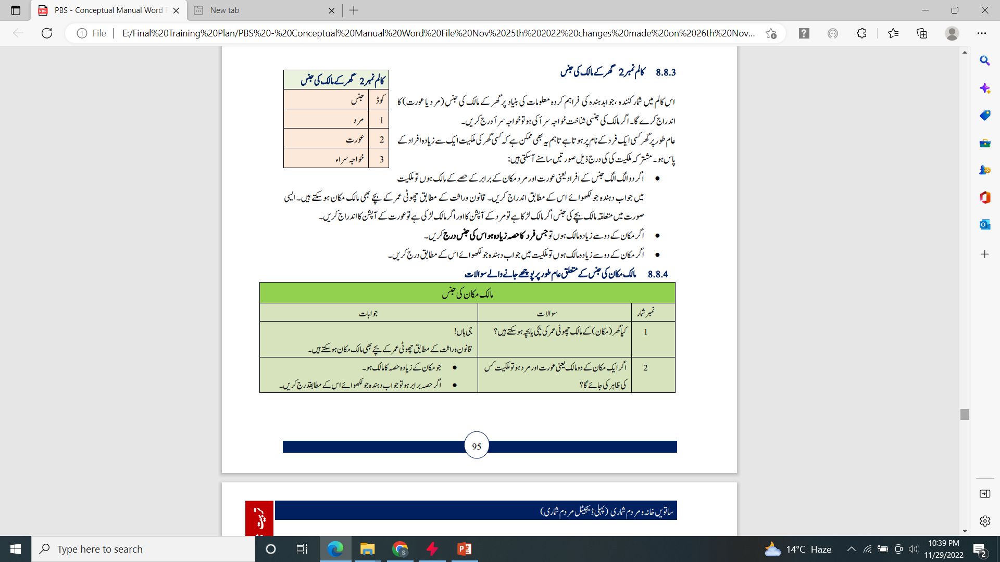 PBS - Conceptual Manual Word
New tab
File
E:/Final%20Training%20Plan/PBS%20-%20Conceptual%20Manual%20Word%20File%20Nov%2025th%202022%20changes%20made%20on%2026th%20Nov...
8.8.3 کالم نمبر 2 گھر کے مالک کی جنس
کالم نمبر 2 گھر کے مالک کی جنس
کوڈ جنس
1 مرد
2 عورت
3 خواجہ سراء
اس کالم میں شمار کنندہ ، جوابدہندہ کی فراہم کردہ معلومات کی بنیاد پر گھر کے مالک کی جنس (مرد یا عورت) کا
اندراج کرے گا۔ اگر مالک کی جنسی شناخت خواجہ سرأ کی ہو تو خواجہ سرأ درج کریں۔
عام طور پر گھر کسی ایک فرد کے نام پر ہوتا ہے تاہم یہ بھی ممکن ہے کہ کسی گھر کی ملکیت ایک سے زیادہ افراد کے
پاس ہو۔ مشترکہ ملکیت کی کی درج ذیل صورتیں سامنے آسکتی ہیں:
● اگر دو الگ الگ جنس کے افراد یعنی عورت اور مرد مکان کے برابر کے حصے کے مالک ہوں تو ملکیت
میں جواب دہندہ جو لکھوائے اس کے مطابق اندراج کریں۔ قانون وراثت کے مطابق چھوٹی عمر کے بچے بھی مالک مکان ہو سکتے ہیں۔ ایسی
صورت میں متعلقہ مالک بچے کی جنس اگر مالک لڑکا ہے تو مرد کے آپشن کا اور اگر مالک لڑکی ہے تو عورت کے آپشن کا اندراج کریں۔
● اگر مکان کے دو سے زیادہ مالک ہوں تو جس فرد کا حصہ زیادہ ہو اس کی جنس درج کریں۔
● اگر مکان کے دو سے زیادہ مالک ہوں تو ملکیت میں جواب دہندہ جو لکھوائے اس کے مطابق درج کریں۔
8.8.4 مالک مکان کی جنس کے متعلق عام طور پر پوچھے جانے والے سوالات
مالک مکان کی جنس
نمبر شمار سوالات جوابات
1 کیا گھر (مکان) کے مالک چھوٹی عمر کی بچی یا بچہ ہو سکتے ہیں؟ جی ہاں!
قانون وراثت کے مطابق چھوٹی عمر کے بچے بھی مالک مکان ہو سکتے ہیں۔
2 اگر ایک مکان کے دو مالک یعنی عورت اور مرد ہو تو ملکیت کس ● جو مکان کے زیادہ حصہ کا مالک ہو۔
کی ظاہر کی جائے گا؟ ● اگر حصہ برابر ہو تو جواب دہندہ جو لکھوائے اس کے مطابقدرج کریں۔
95
ساتویں خانہ و مردم شماری (پہلی ڈیجیٹل مردم شماری)
تربیت
Type here to search
14°C Haze
10:39 PM
11/29/2022
2